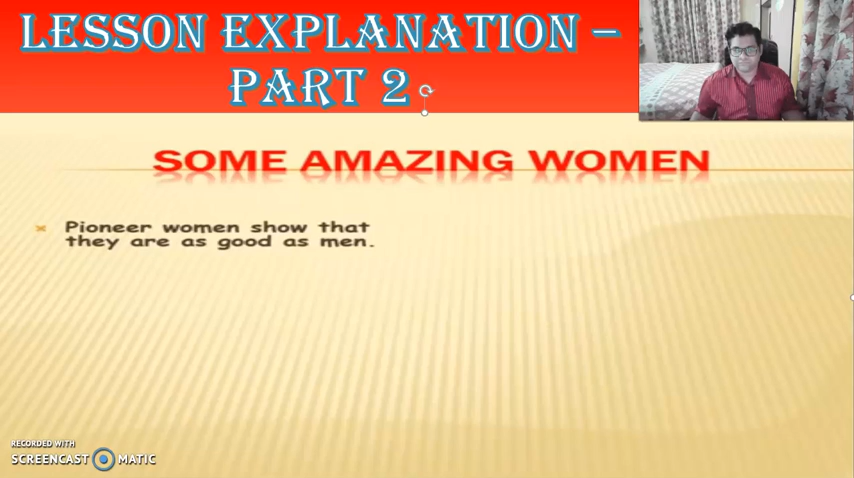 LESSON EXPLANATION –
PART 2
SOME AMAZING WOMEN
Pioneer women show that
they are as good as men.
RECORDED WITH
SCREENCAST MATIC